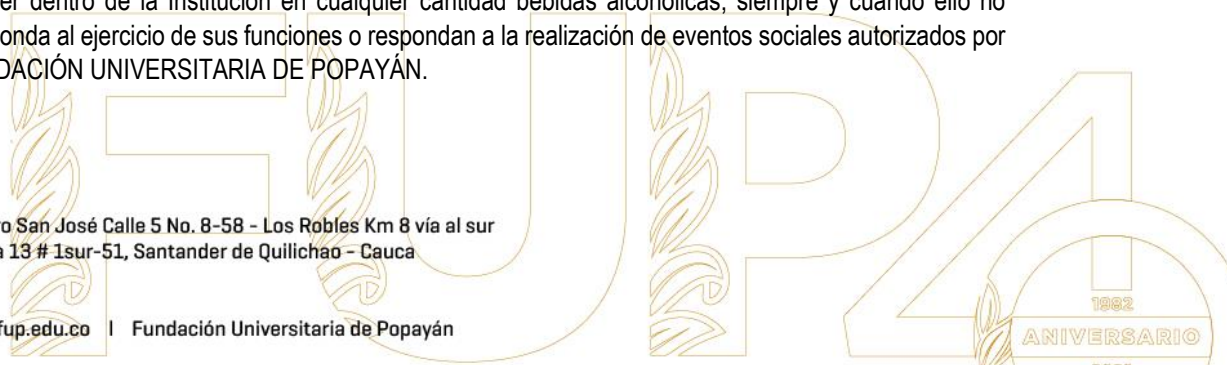 er dentro de la institución en cualquier cantidad bebidas alcohólicas, siempre y cuando ello no
onda al ejercicio de sus funciones o respondan a la realización de eventos sociales autorizados por
DACIÓN UNIVERSITARIA DE POPAYÁN.
ro San José Calle 5 No. 8-58 - Los Robles Km 8 vía al sur
a 13 # 1sur-51, Santander de Quilichao - Cauca
fup.edu.co | Fundación Universitaria de Popayán
FUP4
1982
ANIVERSARIO